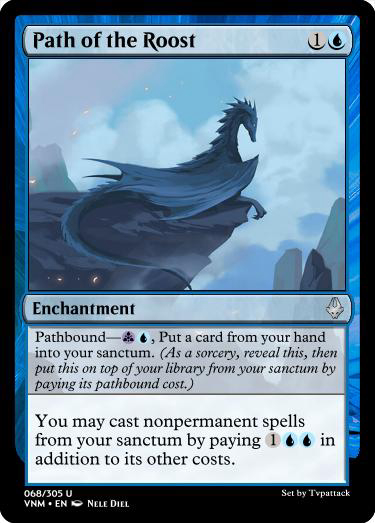 Path of the Roost 1
Enchantment
Pathbound—, Put a card from your hand
into your sanctum. (As a sorcery, reveal this, then
put this on top of your library from your sanctum by
paying its pathbound cost.)
You may cast nonpermanent spells
from your sanctum by paying 1 in
addition to its other costs.
068/305 U
VNM • EN NELE DIEL
Set by Tvpattack